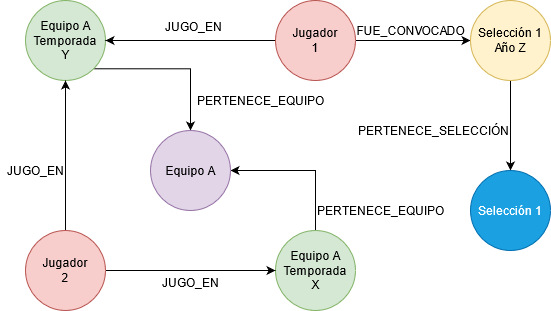 Equipo A
Temporada
Y
JUGO_EN
Jugador
1
FUE_CONVOCADO
Selección 1
Año Z
PERTENECE_EQUIPO
PERTENECE_SELECCIÓN
JUGO_EN
Equipo A
Selección 1
PERTENECE_EQUIPO
Jugador
2
JUGO_EN
Equipo A
Temporada
X